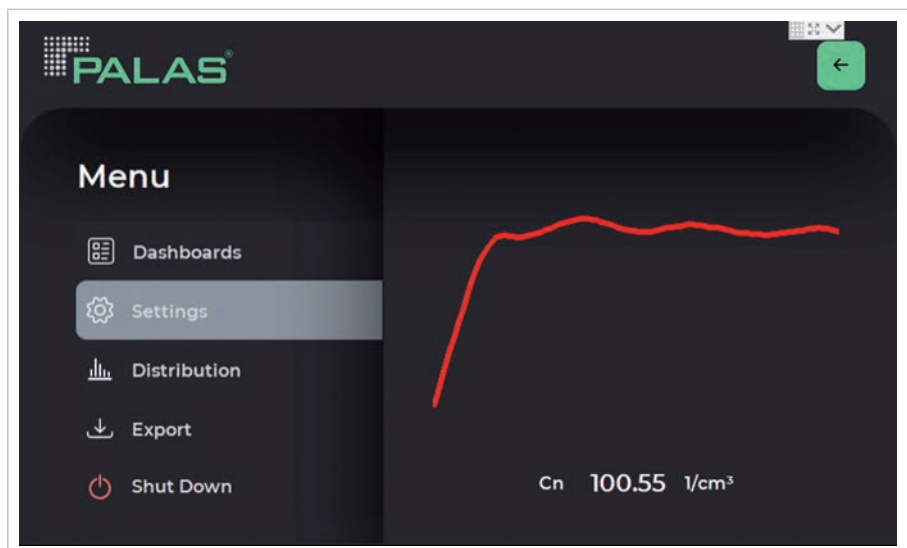 PALAS®
Menu
Dashboards
Settings
Distribution
Export
Shut Down
Cn 100.55 1/cm³